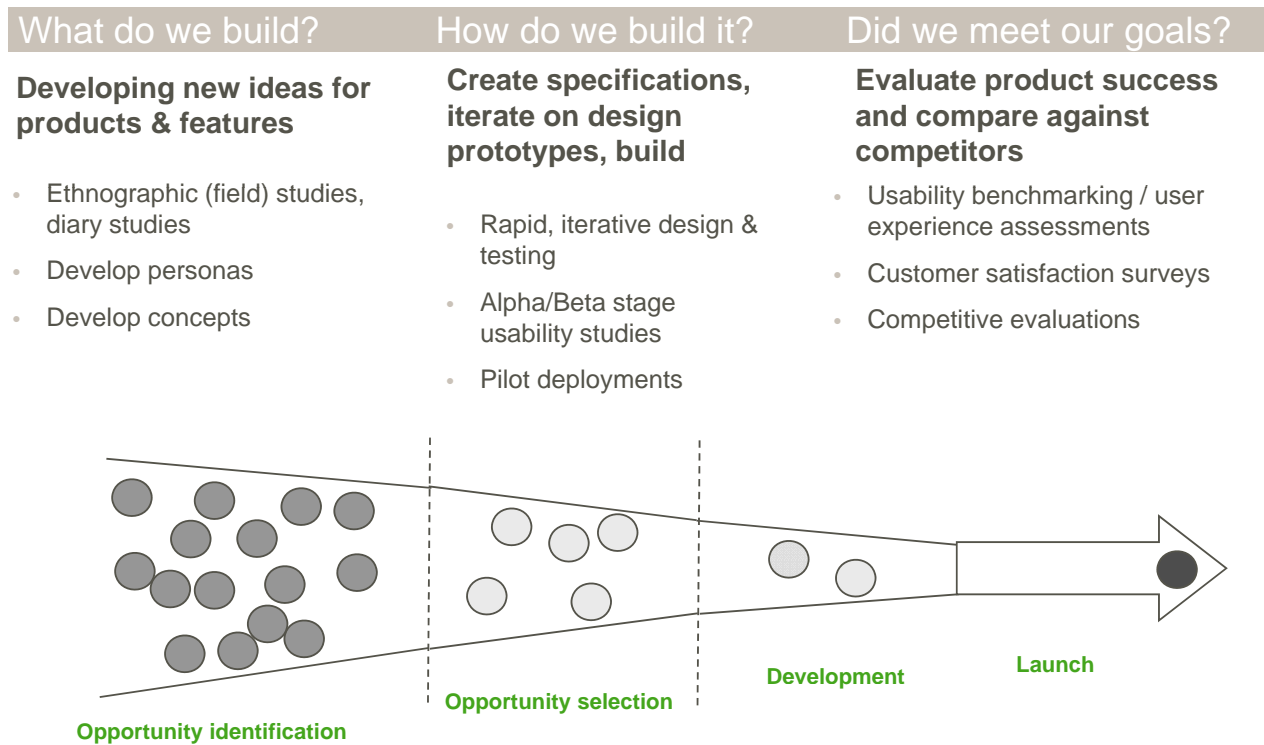 What do we build?
How do we build it?
Did we meet our goals?
Developing new ideas for
products & features
• Ethnographic (field) studies,
diary studies
• Develop personas
• Develop concepts
Create specifications,
iterate on design
prototypes, build
• Rapid, iterative design &
testing
• Alpha/Beta stage
usability studies
• Pilot deployments
Evaluate product success
and compare against
competitors
• Usability benchmarking / user
experience assessments
• Customer satisfaction surveys
• Competitive evaluations
Opportunity identification
Opportunity selection
Development
Launch